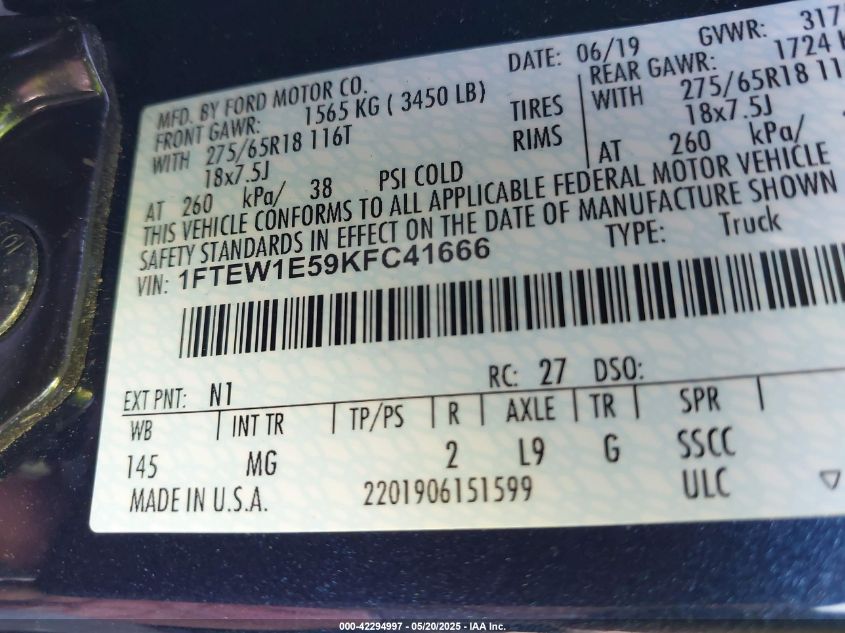 MFD. BY FORD MOTOR CO. DATE: 06/19 GVWR: 317
FRONT GAWR: 1565 KG ( 3450 LB) REAR GAWR: 1724 K
WITH 275/65R18 116T TIRES WITH 275/65R18 11
18x7.5J RIMS 18x7.5J
AT 260 kPa/ 38 PSI COLD AT 260 kPa/
THIS VEHICLE CONFORMS TO ALL APPLICABLE FEDERAL MOTOR VEHICLE
SAFETY STANDARDS IN EFFECT ON THE DATE OF MANUFACTURE SHOWN
VIN: 1FTEW1E59KFC41666 TYPE: Truck
EXT PNT: N1 RC: 27 DSO:
WB INT TR TP/PS R AXLE TR SPR
145 MG 2 L9 G SSCC
MADE IN U.S.A. 2201906151599 ULC
000-42294997 - 05/20/2025 - IAA Inc.